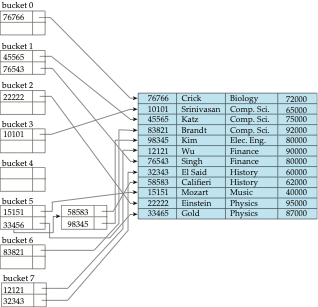 bucket 0
76766
bucket 1
45565
76543
bucket 2
22222
bucket 3
10101
bucket 4
bucket 5
15151
33456
58583
98345
bucket 6
83821
bucket 7
12121
32343
76766 Crick Biology 72000
10101 Srinivasan Comp. Sci. 65000
45565 Katz Comp. Sci. 75000
83821 Brandt Comp. Sci. 92000
98345 Kim Elec. Eng. 80000
12121 Wu Finance 90000
76543 Singh Finance 80000
32343 El Said History 60000
58583 Califieri History 62000
15151 Mozart Music 40000
22222 Einstein Physics 95000
33465 Gold Physics 87000